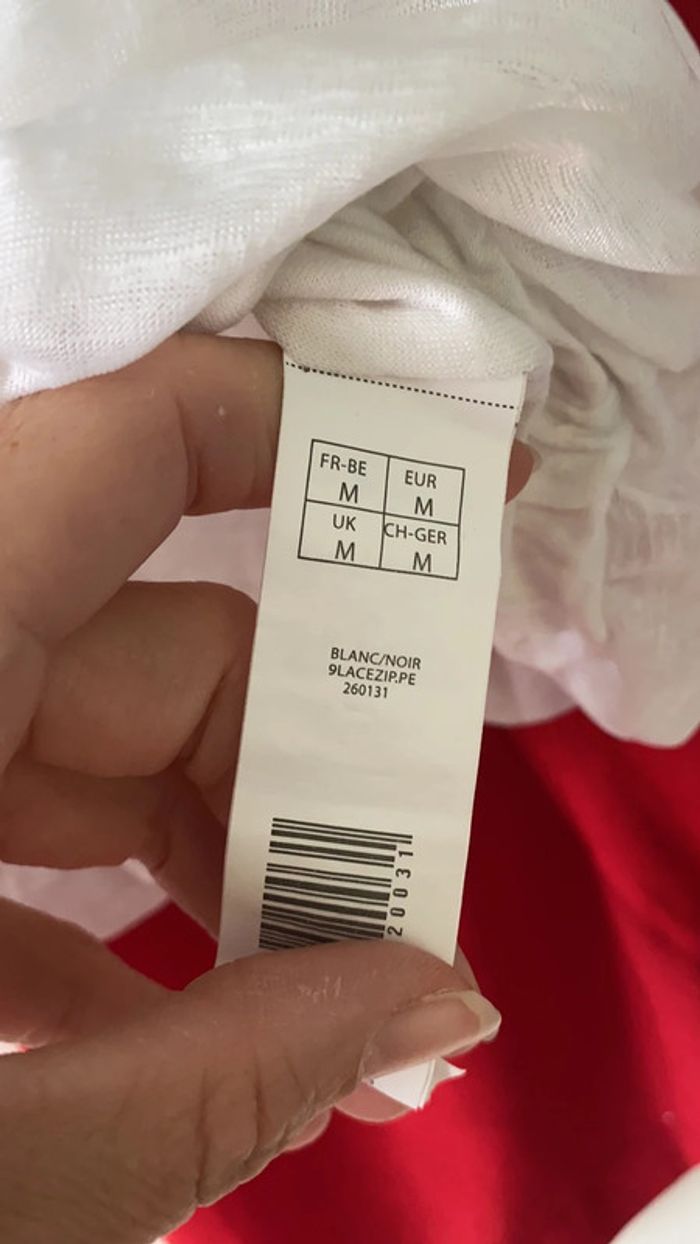 FR-BE EUR
M M
UK CH-GER
M M
BLANC/NOIR
9LACEZIP.PE
260131
20031